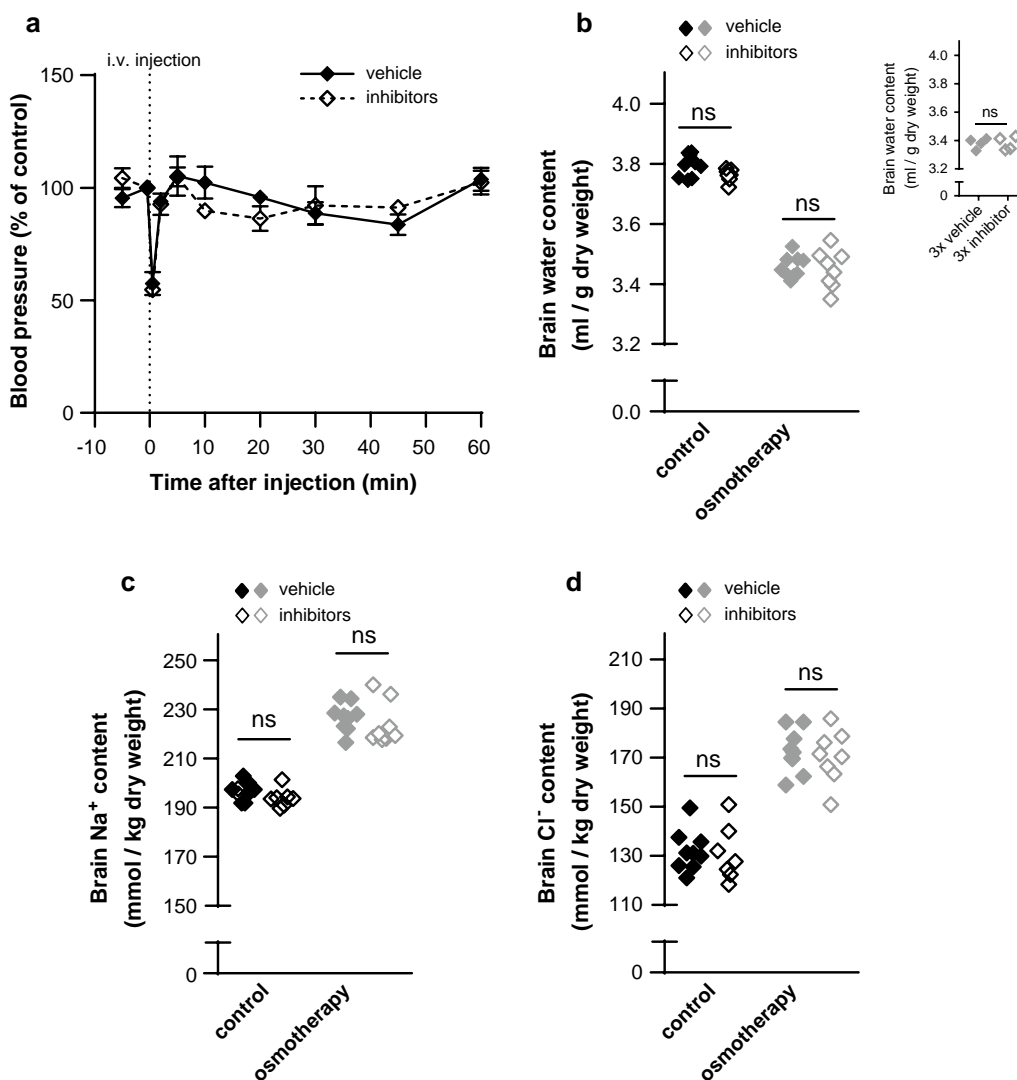 a
i.v. injection
vehicle
inhibitors
150
100
50
0
Blood pressure (% of control)
-10 0 10 20 30 40 50 60
Time after injection (min)
b
vehicle
inhibitors
4.0
3.8
3.6
3.4
3.2
0.0
Brain water content
(ml / g dry weight)
ns
ns
control
osmotherapy
4.0
3.8
3.6
3.4
3.2
0
Brain water content
(ml / g dry weight)
ns
3x vehicle
3x inhibitor
c
vehicle
inhibitors
250
230
210
190
170
150
0
Brain Na⁺ content
(mmol / kg dry weight)
ns
ns
control
osmotherapy
d
vehicle
inhibitors
210
190
170
150
130
110
0
Brain Cl⁻ content
(mmol / kg dry weight)
ns
ns
control
osmotherapy